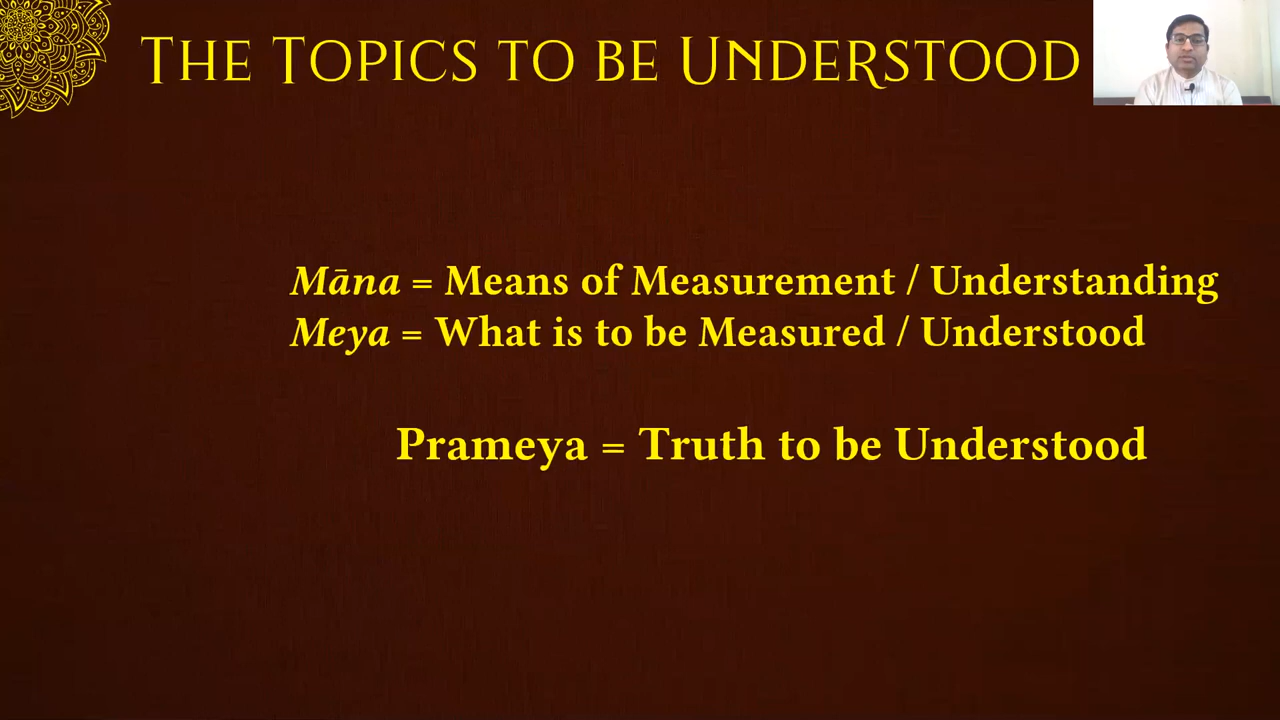 The Topics to be Understood
Māna = Means of Measurement / Understanding
Meya = What is to be Measured / Understood
Prameya = Truth to be Understood